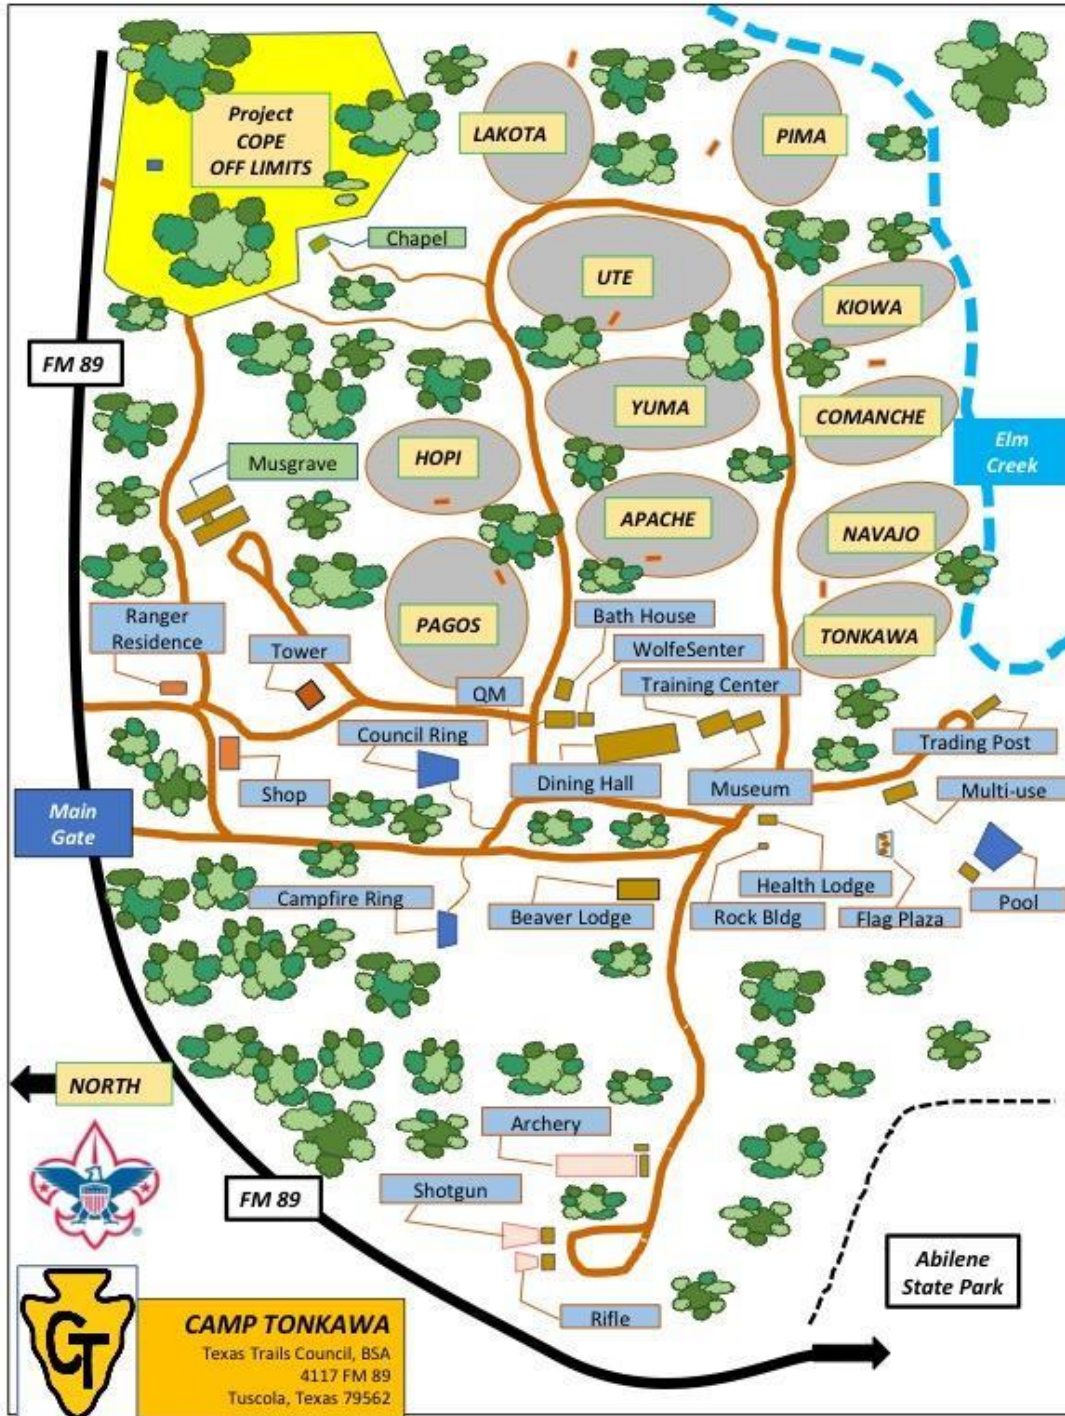 Project
COPE
OFF LIMITS
LAKOTA
PIMA
Chapel
UTE
KIOWA
FM 89
YUMA
COMANCHE
Elm
Creek
Musgrave
HOPI
APACHE
NAVAJO
Ranger
Residence
Tower
PAGOS
Bath House
WolfeSenter
TONKAWA
QM
Training Center
Council Ring
Trading Post
Shop
Dining Hall
Museum
Multi-use
Main
Gate
Campfire Ring
Beaver Lodge
Rock Bldg
Health Lodge
Flag Plaza
Pool
NORTH
Archery
Shotgun
FM 89
Rifle
Abilene
State Park
®
CT
CAMP TONKAWA
Texas Trails Council, BSA
4117 FM 89
Tuscola, Texas 79562